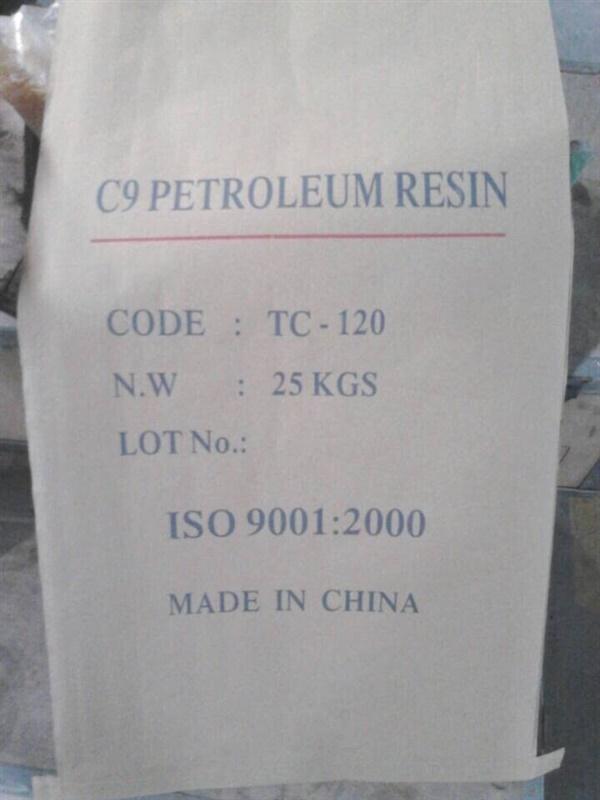 C9 PETROLEUM RESIN
CODE : TC - 120
N.W : 25 KGS
LOT No.:
ISO 9001:2000
MADE IN CHINA